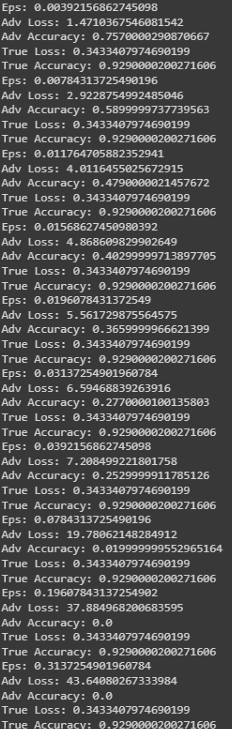 Eps: 0.00392156862745098
Adv Loss: 1.4710367546081542
Adv Accuracy: 0.7570000290870667
True Loss: 0.3433407974690199
True Accuracy: 0.9290000200271606
Eps: 0.00784313725490196
Adv Loss: 2.9228754992485046
Adv Accuracy: 0.5899999737739563
True Loss: 0.3433407974690199
True Accuracy: 0.9290000200271606
Eps: 0.011764705882352941
Adv Loss: 4.0116455025672915
Adv Accuracy: 0.4790000021457672
True Loss: 0.3433407974690199
True Accuracy: 0.9290000200271606
Eps: 0.01568627450980392
Adv Loss: 4.868609829902649
Adv Accuracy: 0.40299999713897705
True Loss: 0.3433407974690199
True Accuracy: 0.9290000200271606
Eps: 0.0196078431372549
Adv Loss: 5.561729875564575
Adv Accuracy: 0.3659999966621399
True Loss: 0.3433407974690199
True Accuracy: 0.9290000200271606
Eps: 0.03137254901960784
Adv Loss: 6.59468839263916
Adv Accuracy: 0.2770000100135803
True Loss: 0.3433407974690199
True Accuracy: 0.9290000200271606
Eps: 0.0392156862745098
Adv Loss: 7.208499221801758
Adv Accuracy: 0.2529999911785126
True Loss: 0.3433407974690199
True Accuracy: 0.9290000200271606
Eps: 0.0784313725490196
Adv Loss: 19.78062148284912
Adv Accuracy: 0.019999999552965164
True Loss: 0.3433407974690199
True Accuracy: 0.9290000200271606
Eps: 0.19607843137254902
Adv Loss: 37.884968200683595
Adv Accuracy: 0.0
True Loss: 0.3433407974690199
True Accuracy: 0.9290000200271606
Eps: 0.3137254901960784
Adv Loss: 43.64080267333984
Adv Accuracy: 0.0
True Loss: 0.3433407974690199
True Accuracy: 0.9290000200271606